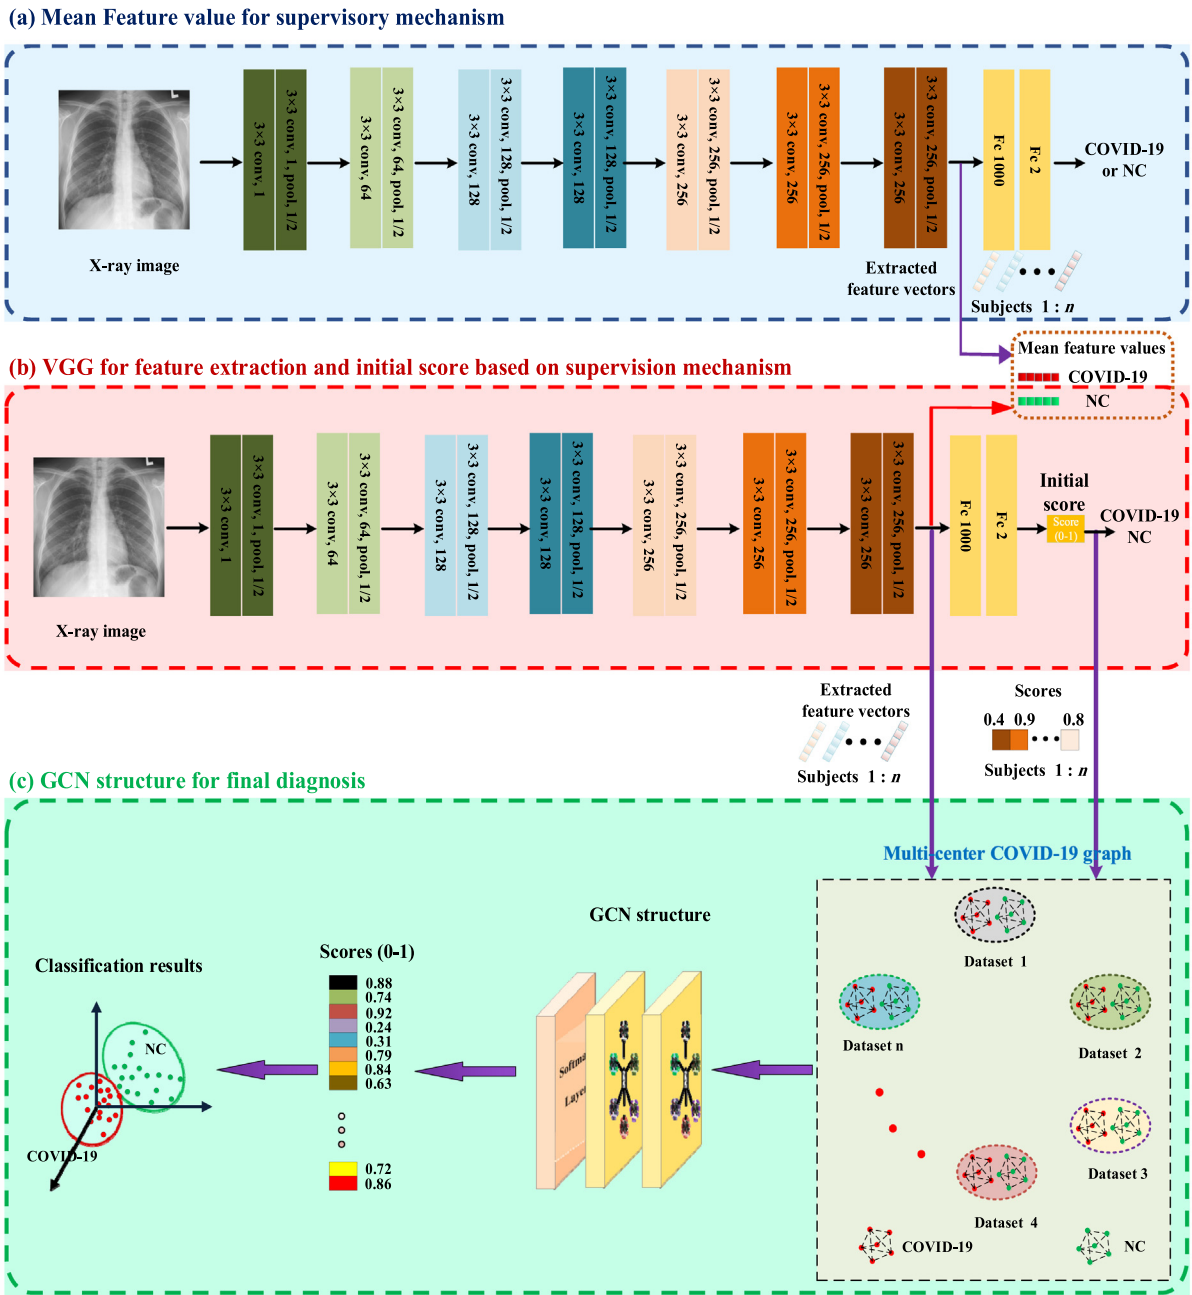 (a) Mean Feature value for supervisory mechanism
3×3 conv, 1
3×3 conv, 1, pool, 1/2
3×3 conv, 64
3×3 conv, 64, pool, 1/2
3×3 conv, 128
3×3 conv, 128, pool, 1/2
3×3 conv, 128
3×3 conv, 128, pool, 1/2
3×3 conv, 256
3×3 conv, 256, pool, 1/2
3×3 conv, 256
3×3 conv, 256, pool, 1/2
3×3 conv, 256
3×3 conv, 256, pool, 1/2
Fc 1000
Fc 2
COVID-19
or NC
L
X-ray image
Extracted
feature vectors
Subjects 1 : n
Mean feature values
COVID-19
NC
(b) VGG for feature extraction and initial score based on supervision mechanism
3×3 conv, 1
3×3 conv, 1, pool, 1/2
3×3 conv, 64
3×3 conv, 64, pool, 1/2
3×3 conv, 128
3×3 conv, 128, pool, 1/2
3×3 conv, 128
3×3 conv, 128, pool, 1/2
3×3 conv, 256
3×3 conv, 256, pool, 1/2
3×3 conv, 256
3×3 conv, 256, pool, 1/2
3×3 conv, 256
3×3 conv, 256, pool, 1/2
Fc 1000
Fc 2
Initial
score
Score
(0-1)
COVID-19
NC
L
X-ray image
Extracted
feature vectors
Subjects 1 : n
Scores
0.4 0.9 0.8
Subjects 1 : n
(c) GCN structure for final diagnosis
Multi-center COVID-19 graph
Dataset 1
Dataset n
Dataset 2
Dataset 3
Dataset 4
COVID-19
NC
GCN structure
Softma
Layer
Scores (0-1)
0.88
0.74
0.92
0.24
0.31
0.79
0.84
0.63
0.72
0.86
Classification results
NC
COVID-19